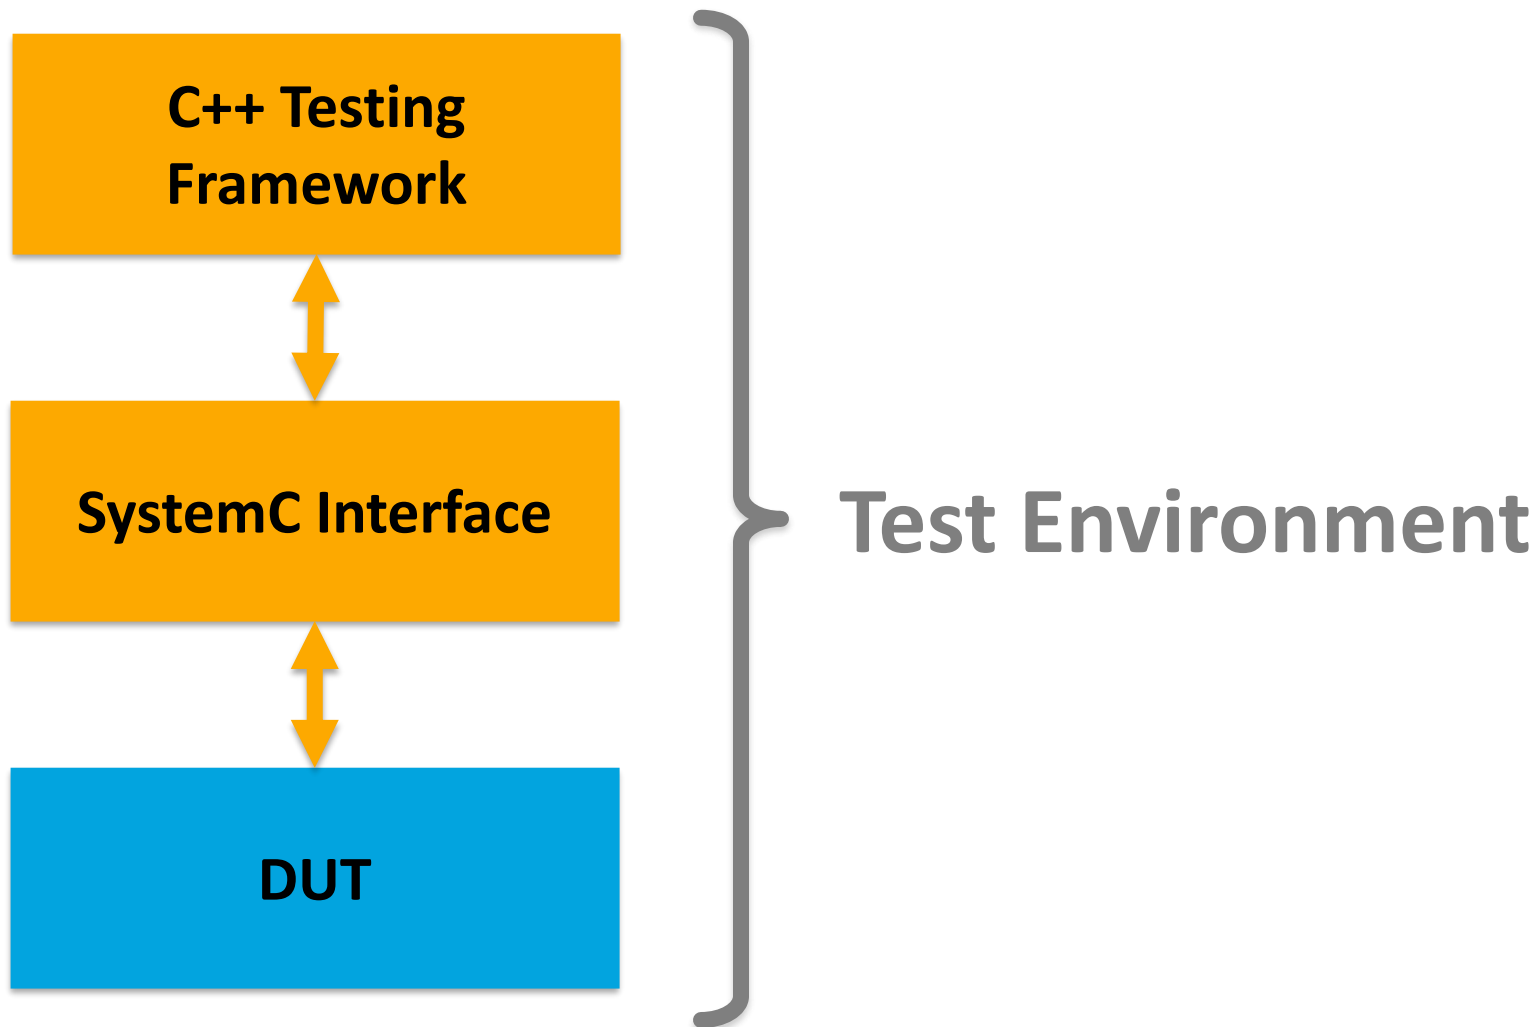 C++ Testing
Framework
SystemC Interface
Test Environment
DUT